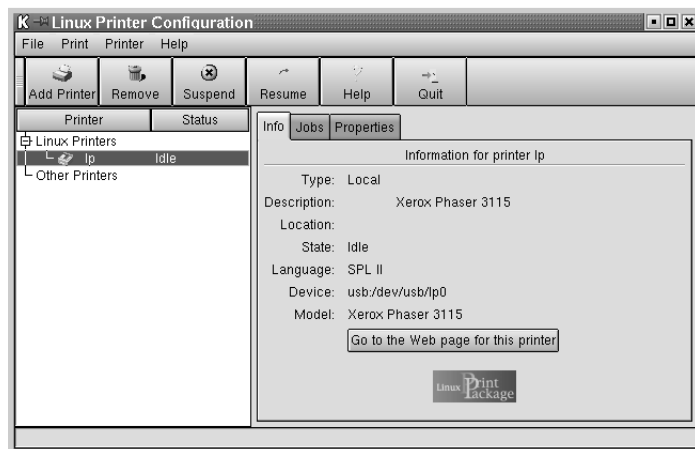 K Linux Printer Configuration
File Print Printer Help
Add Printer Remove Suspend Resume Help Quit
Printer Status
Linux Printers
lp Idle
Other Printers
Info Jobs Properties
Information for printer lp
Type: Local
Description: Xerox Phaser 3115
Location:
State: Idle
Language: SPL II
Device: usb:/dev/usb/lp0
Model: Xerox Phaser 3115
Go to the Web page for this printer
Linux Print Package